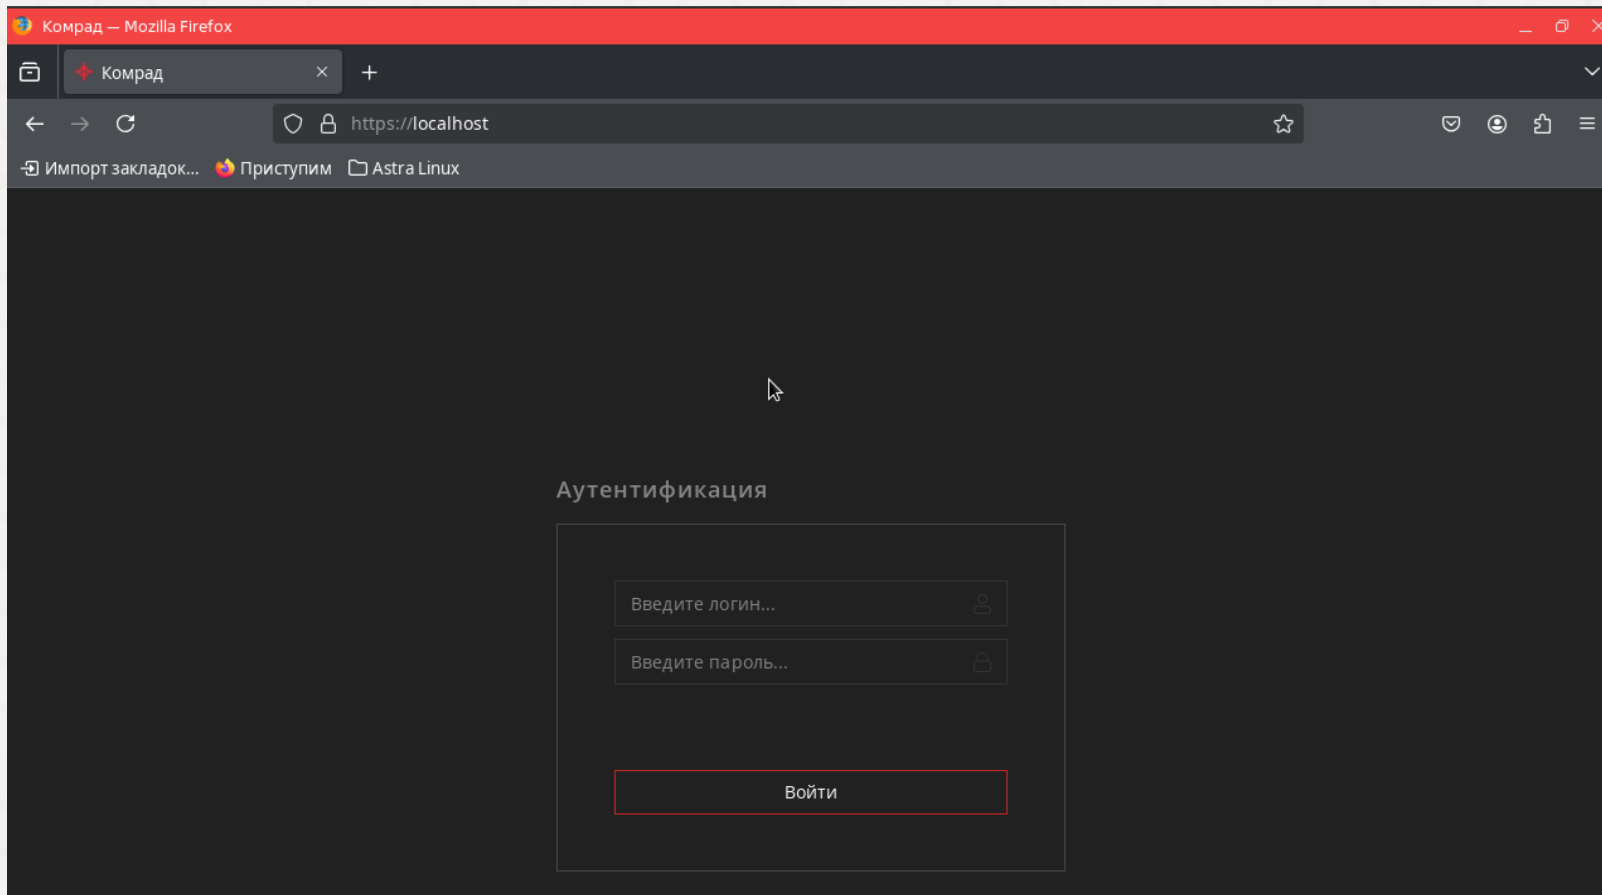 Комрад — Mozilla Firefox
Комрад
https://localhost
Импорт закладок... Приступим Astra Linux
Аутентификация
Введите логин...
Введите пароль...
Войти